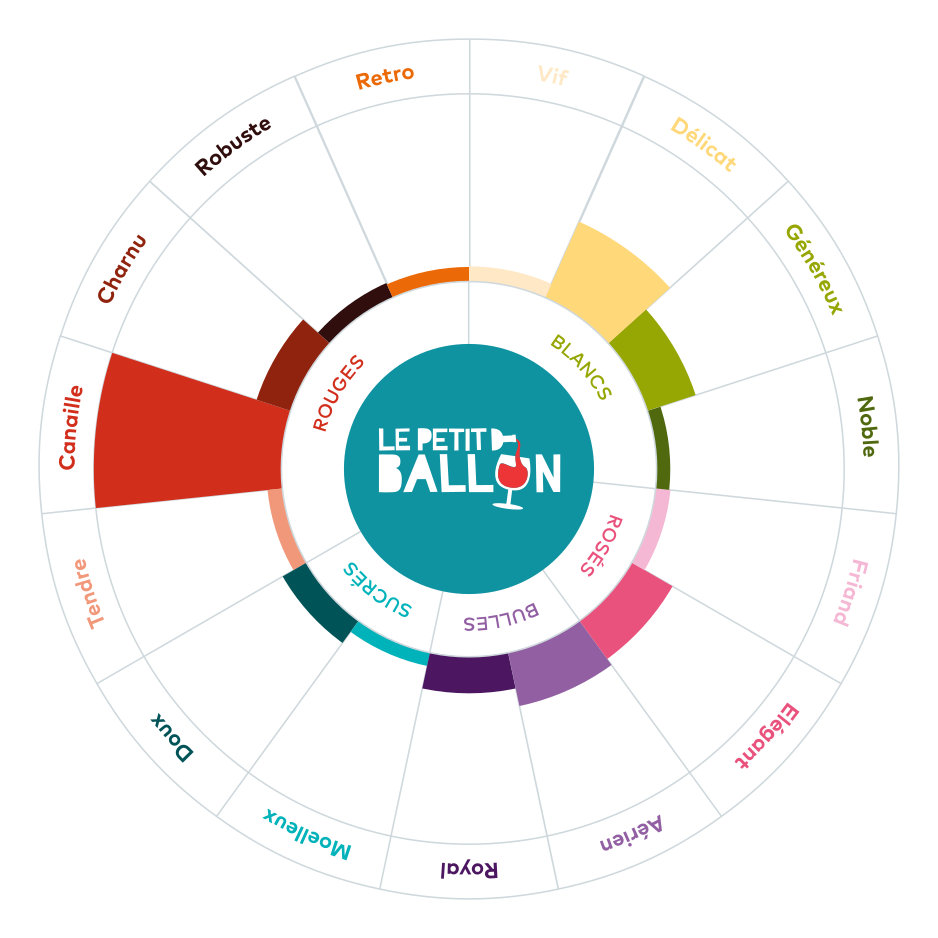 Retro
Vif
Délicat
Généreux
Noble
Friand
Elégant
Aérien
Royal
Moelleux
Doux
Tendre
Canaille
Charnu
Robuste
ROUGES
BLANCS
ROSÉS
BULLES
SUCRÉS
LE PETIT
BALLON